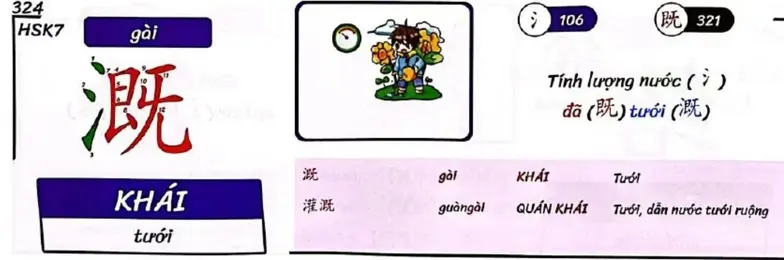 324
HSK7
gài
溉
KHÁI
tưới
氵 106
既 321
Tính lượng nước (氵)
đã (既) tưới (溉)
溉 gài KHÁI Tưới
灌溉 guàngài QUÁN KHÁI Tưới, dẫn nước tưới ruộng